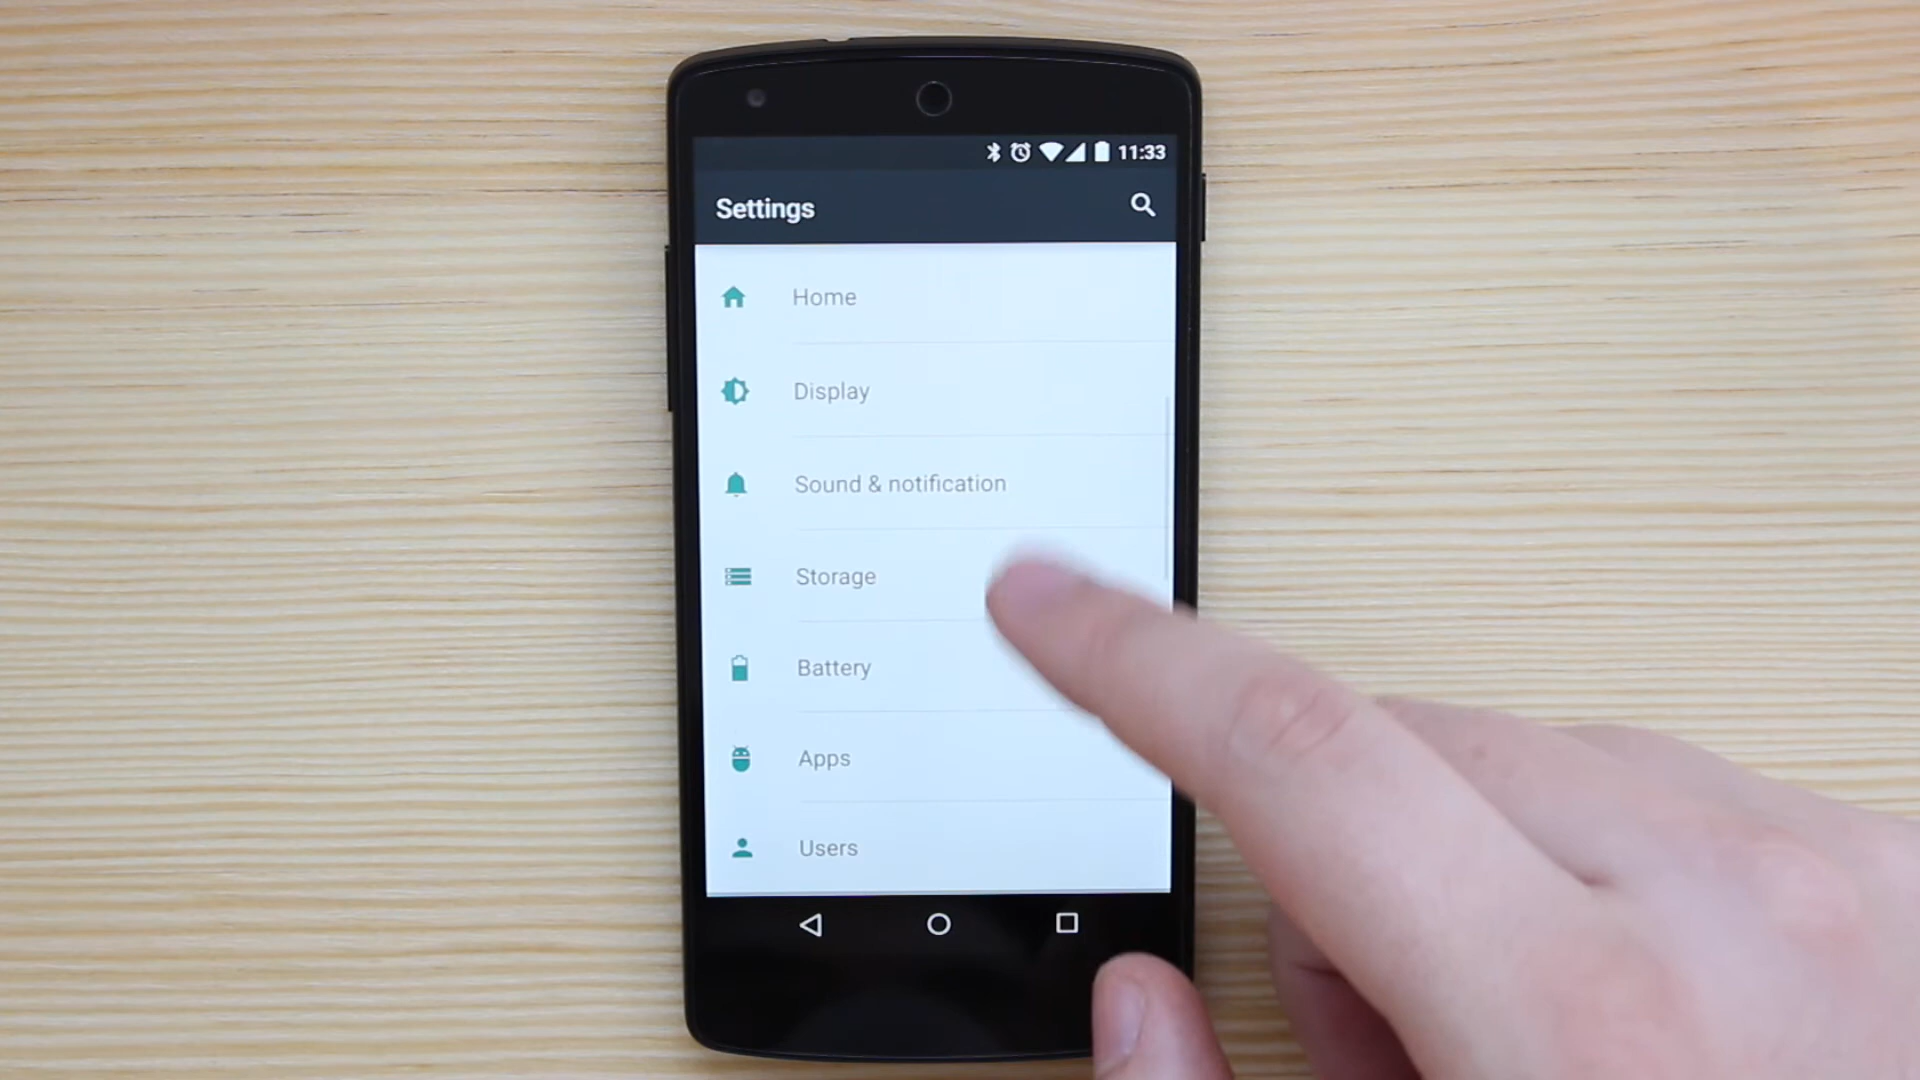 11:33
Settings
Home
Display
Sound & notification
Storage
Battery
Apps
Users